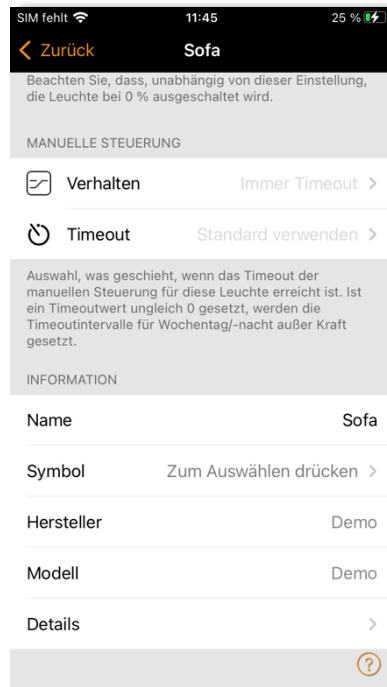 SIM fehlt 11:45 25 %
Zurück Sofa
Beachten Sie, dass, unabhängig von dieser Einstellung,
die Leuchte bei 0 % ausgeschaltet wird.
MANUELLE STEUERUNG
Verhalten Immer Timeout
Timeout Standard verwenden
Auswahl, was geschieht, wenn das Timeout der
manuellen Steuerung für diese Leuchte erreicht ist. Ist
ein Timeoutwert ungleich 0 gesetzt, werden die
Timeoutintervalle für Wochentag/-nacht außer Kraft
gesetzt.
INFORMATION
Name Sofa
Symbol Zum Auswählen drücken
Hersteller Demo
Modell Demo
Details
?